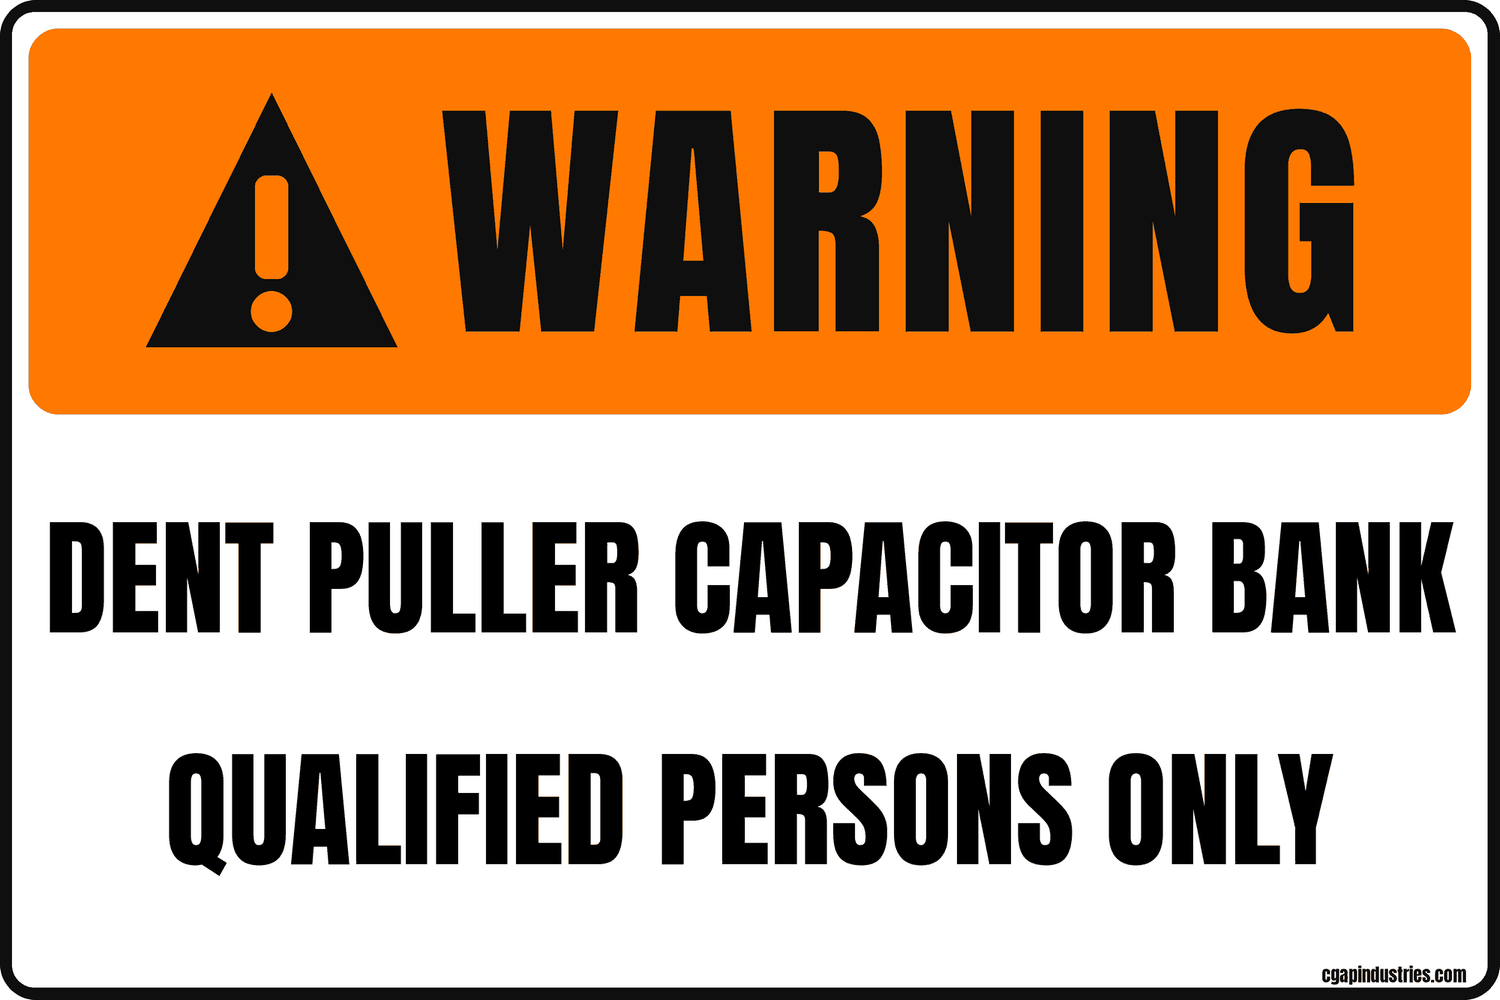 WARNING
DENT PULLER CAPACITOR BANK
QUALIFIED PERSONS ONLY
cgapindustries.com